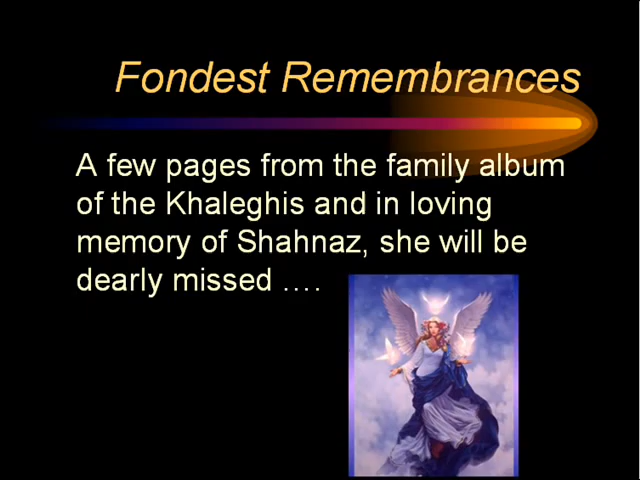 Fondest Remembrances
A few pages from the family album
of the Khaleghis and in loving
memory of Shahnaz, she will be
dearly missed ….